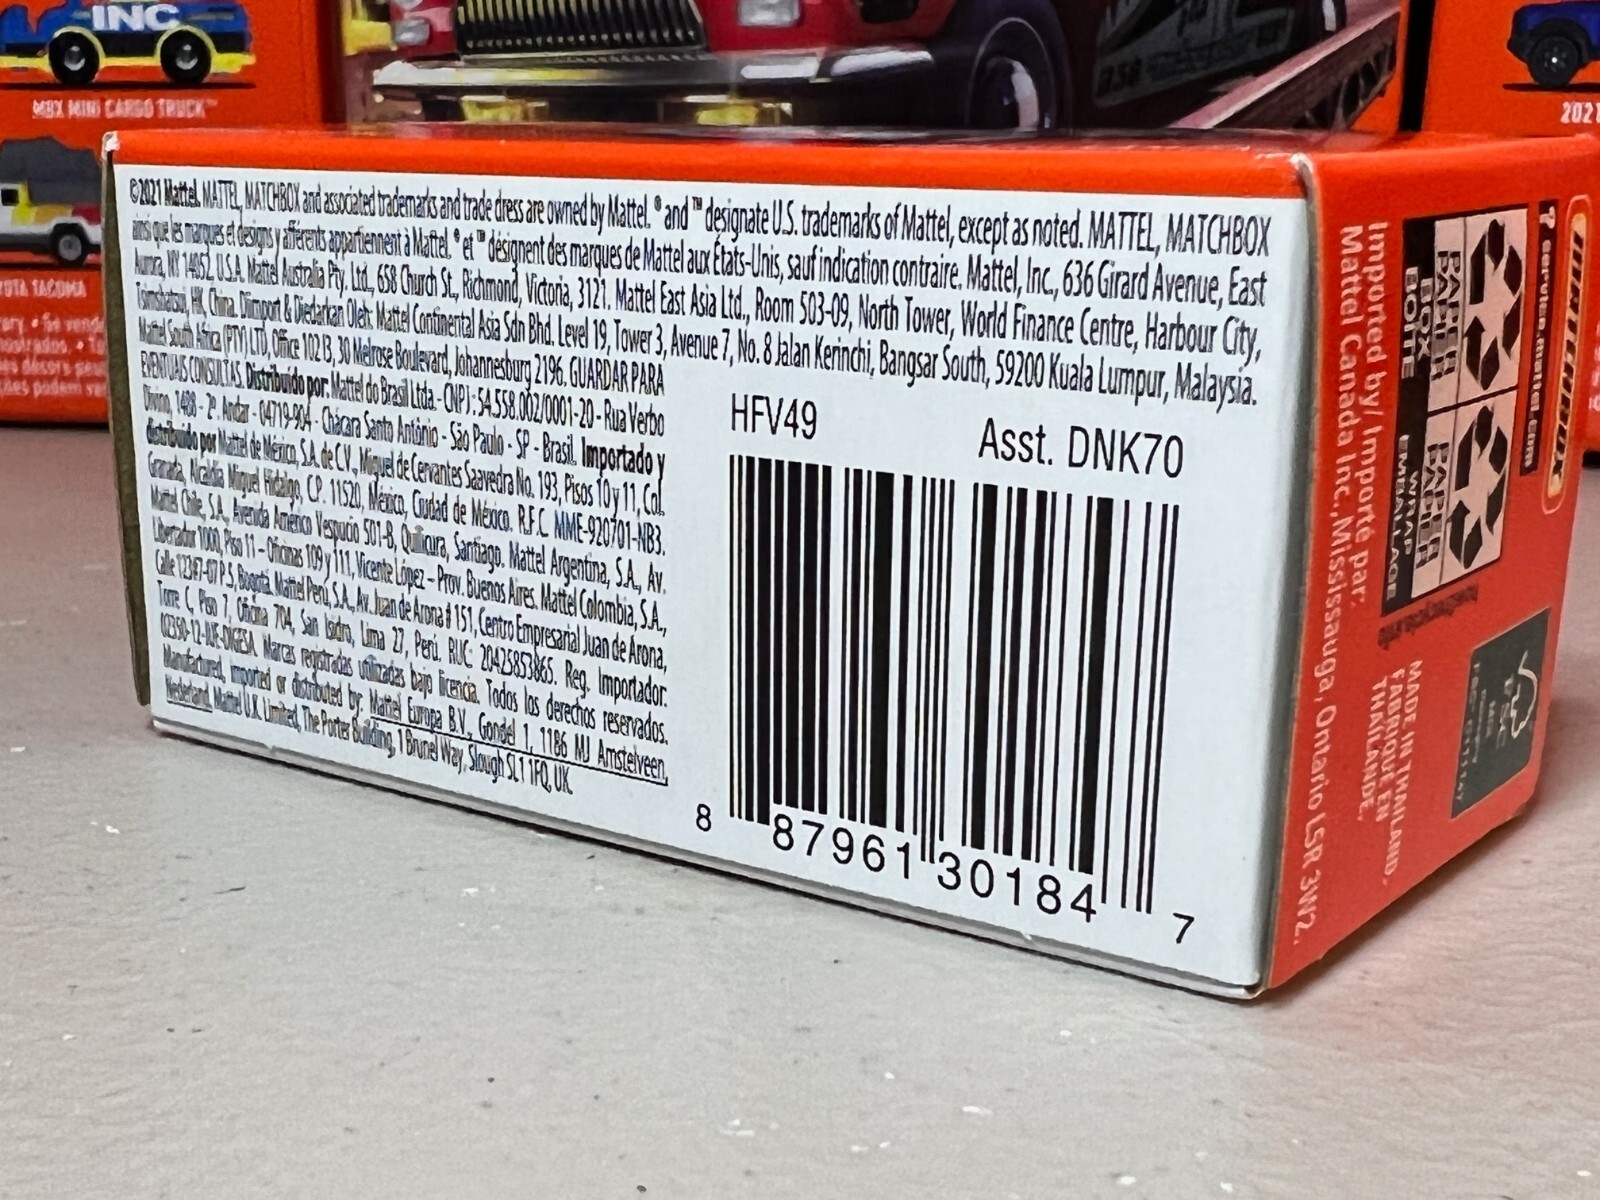 INC
MBX MINI CARGO TRUCK™
TOYOTA TACOMA
©2021 Mattel. MATTEL, MATCHBOX and associated trademarks and trade dress are owned by Mattel. ® and ™ designate U.S. trademarks of Mattel, except as noted. MATTEL, MATCHBOX
ainsi que les marques et designs y afférents appartiennent à Mattel. ® et ™ désignent des marques de Mattel aux États-Unis, sauf indication contraire. Mattel, Inc., 636 Girard Avenue, East
Aurora, NY 14052, U.S.A. Mattel Australia Pty. Ltd., 658 Church St., Richmond, Victoria, 3121. Mattel East Asia Ltd., Room 503-09, North Tower, World Finance Centre, Harbour City,
Tsimshatsui, HK, China. Diimport & Diedarkan Oleh: Mattel Continental Asia Sdn Bhd. Level 19, Tower 3, Avenue 7, No. 8 Jalan Kerinchi, Bangsar South, 59200 Kuala Lumpur, Malaysia.
Mattel South Africa (PTY) LTD, Office 102 I3, 30 Melrose Boulevard, Johannesburg 2196. GUARDAR PARA
EVENTUAIS CONSULTAS. Distribuído por: Mattel do Brasil Ltda. - CNPJ: 54.558.002/0001-20 - Rua Verbo
Divino, 1488 - 2º. Andar - 04719-904 - Chácara Santo Antônio - São Paulo - SP - Brasil. Importado y
distribuido por Mattel de México, S.A. de C.V., Miguel de Cervantes Saavedra No. 193, Pisos 10 y 11, Col.
Granada, Alcaldía Miguel Hidalgo, C.P. 11520, México, Ciudad de México. R.F.C. MME-920701-NB3.
Mattel Chile, S.A., Avenida Américo Vespucio 501-B, Quilicura, Santiago. Mattel Argentina, S.A., Av.
Libertador 1000, Piso 11 – Oficinas 109 y 111, Vicente López – Prov. Buenos Aires. Mattel Colombia, S.A.,
Calle 123#7-07 P.5, Bogotá. Mattel Perú, S.A., Av. Juan de Arona # 151, Centro Empresarial Juan de Arona,
Torre C, Piso 7, Oficina 704, San Isidro, Lima 27, Perú. RUC: 20425853865. Reg. Importador:
02350-12-JUE-DIGESA. Marcas registradas utilizadas bajo licencia. Todos los derechos reservados.
Manufactured, imported or distributed by: Mattel Europa B.V., Gondel 1, 1186 MJ Amstelveen,
Nederland. Mattel U.K. Limited, The Porter Building, 1 Brunel Way, Slough SL1 1FQ, UK.
HFV49
Asst. DNK70
8 87961 30184 7
MATCHBOX
service.mattel.com
PAPER
PAPIER
BOX
BOÎTE
PAPER
PAPIER
WRAP
EMBALLAGE
Imported by/ Importé par:
Mattel Canada Inc., Mississauga, Ontario L5R 3W2.
MADE IN THAILAND.
FABRIQUÉ EN
THAÏLANDE.
FSC
MIX